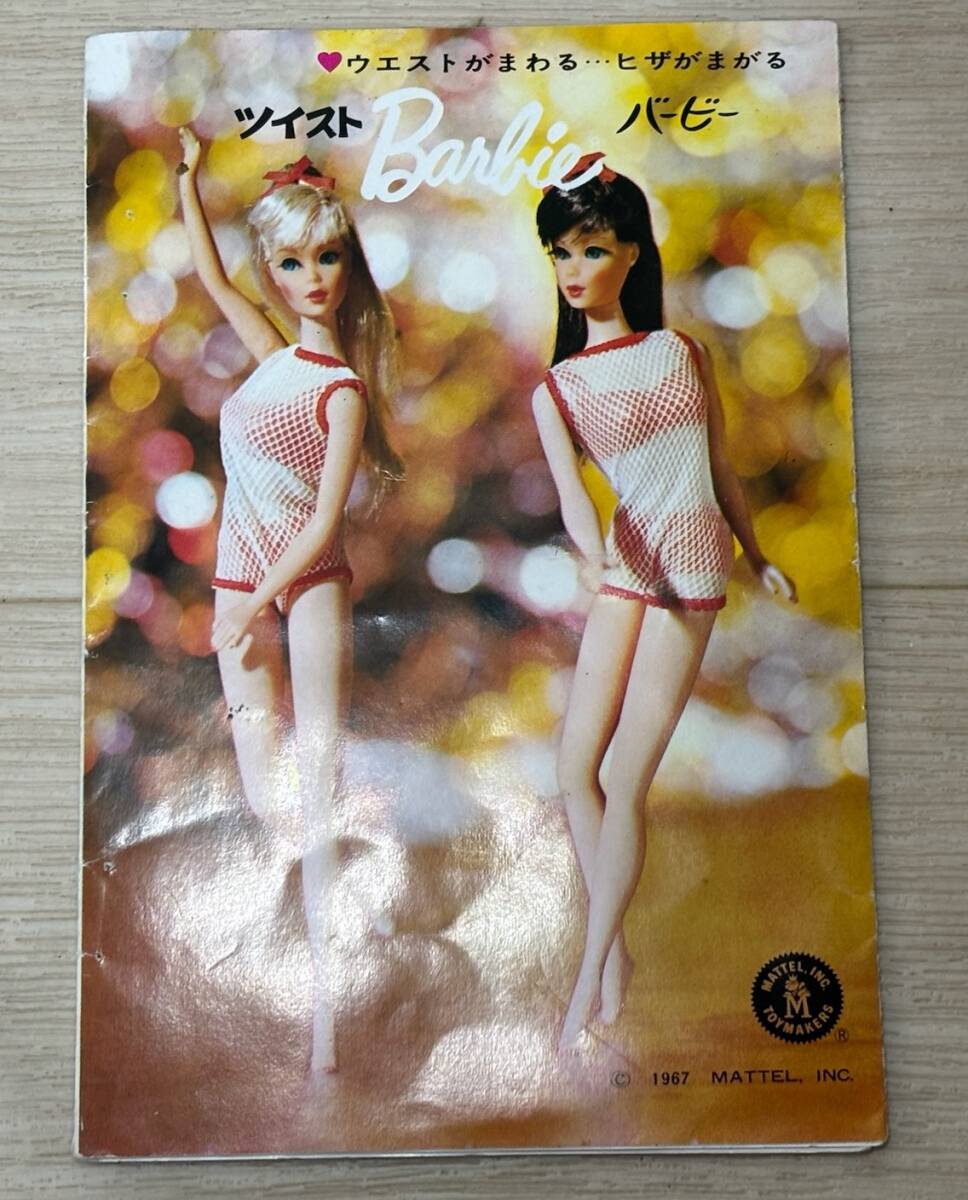 ♥ウエストがまわる…ヒザがまがる
ツイスト Barbie バービー
MATTEL, INC.
M
TOYMAKERS
®
© 1967 MATTEL, INC.